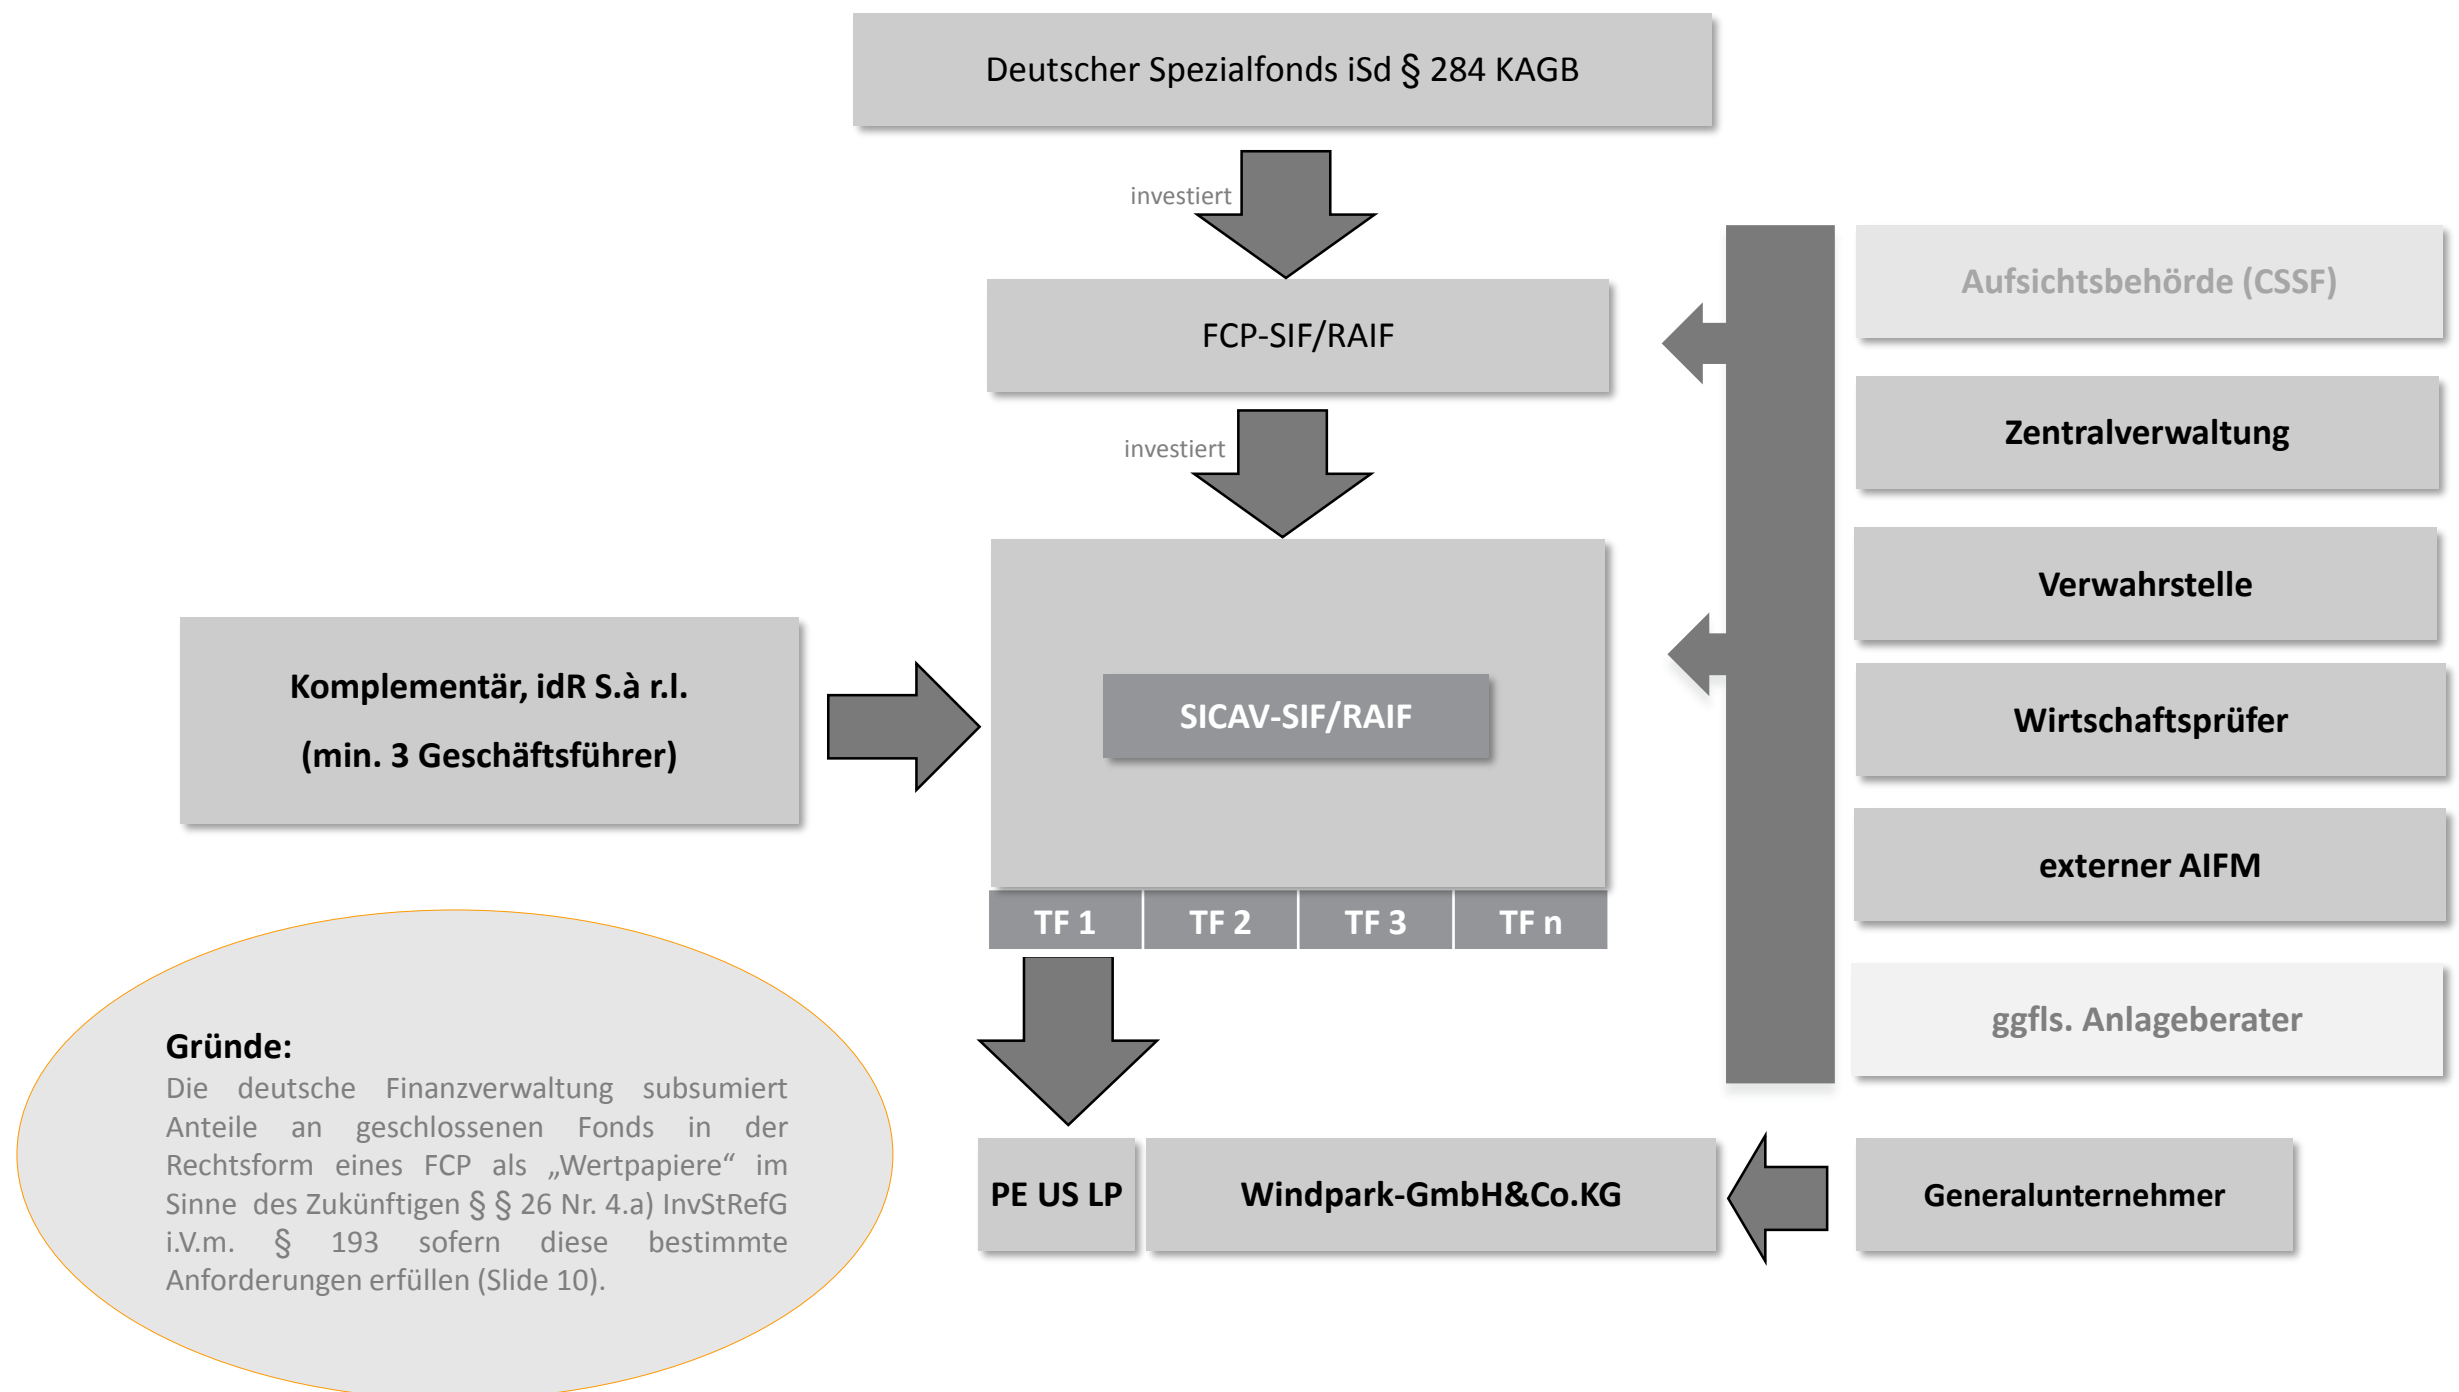 Deutscher Spezialfonds iSd § 284 KAGB
investiert
FCP-SIF/RAIF
investiert
SICAV-SIF/RAIF
TF 1
TF 2
TF 3
TF n
Komplementär, idR S.à r.l.
(min. 3 Geschäftsführer)
Aufsichtsbehörde (CSSF)
Zentralverwaltung
Verwahrstelle
Wirtschaftsprüfer
externer AIFM
ggfls. Anlageberater
PE US LP
Windpark-GmbH&Co.KG
Generalunternehmer
Gründe:
Die deutsche Finanzverwaltung subsumiert
Anteile an geschlossenen Fonds in der
Rechtsform eines FCP als „Wertpapiere“ im
Sinne des Zukünftigen § § 26 Nr. 4.a) InvStRefG
i.V.m. § 193 sofern diese bestimmte
Anforderungen erfüllen (Slide 10).